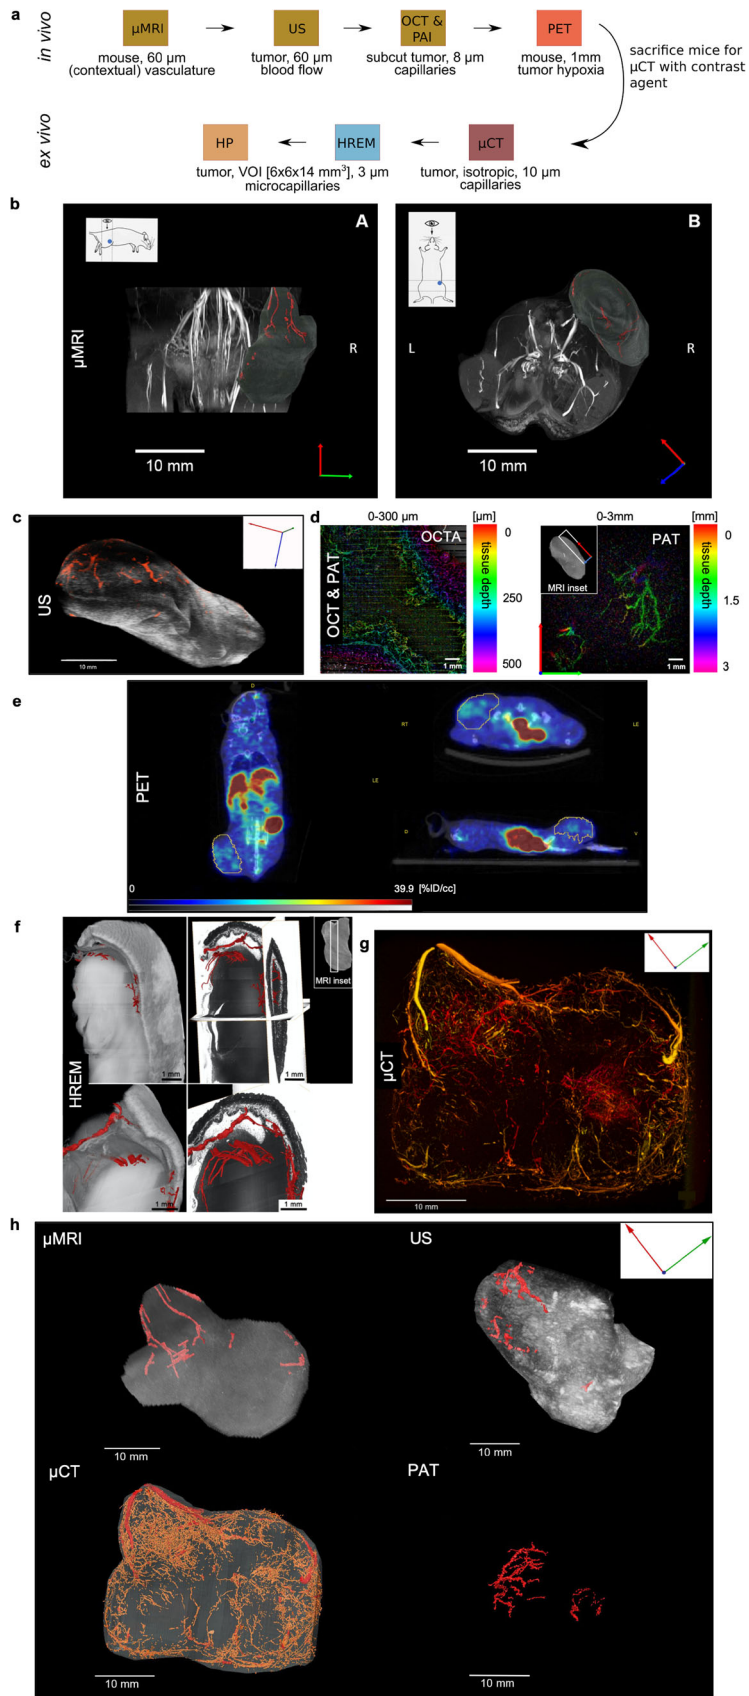 a
in vivo
μMRI
US
OCT &
PAI
PET
mouse, 60 μm
(contextual) vasculature
tumor, 60 μm
blood flow
subcut tumor, 8 μm
capillaries
mouse, 1mm
tumor hypoxia
sacrifice mice for
μCT with contrast
agent
ex vivo
HP
HREM
μCT
tumor, VOI [6x6x14 mm³], 3 μm
microcapillaries
tumor, isotropic, 10 μm
capillaries
b
A
B
μMRI
R
L
R
10 mm
10 mm
c
US
10 mm
d
0-300 μm
[μm]
0-3mm
[mm]
OCT & PAT
OCTA
0
tissue depth
250
500
1 mm
PAT
MRI inset
0
tissue depth
1.5
3
1 mm
e
PET
D
RT
LE
LE
D
V
0
39.9
[%ID/cc]
f
HREM
MRI inset
1 mm
1 mm
1 mm
1 mm
g
μCT
10 mm
h
μMRI
US
10 mm
10 mm
μCT
PAT
10 mm
10 mm